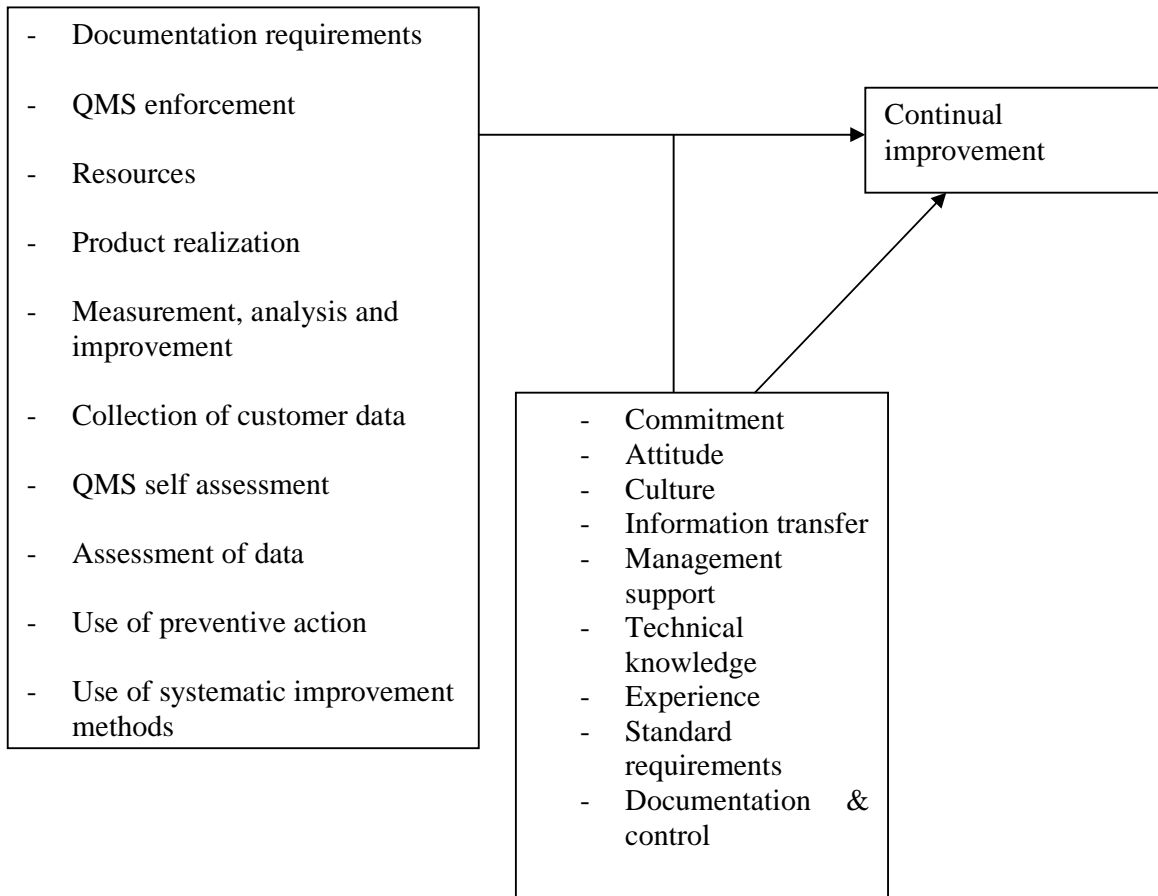 - Documentation requirements
- QMS enforcement
- Resources
- Product realization
- Measurement, analysis and
improvement
- Collection of customer data
- QMS self assessment
- Assessment of data
- Use of preventive action
- Use of systematic improvement
methods
Continual
improvement
- Commitment
- Attitude
- Culture
- Information transfer
- Management
support
- Technical
knowledge
- Experience
- Standard
requirements
- Documentation &
control